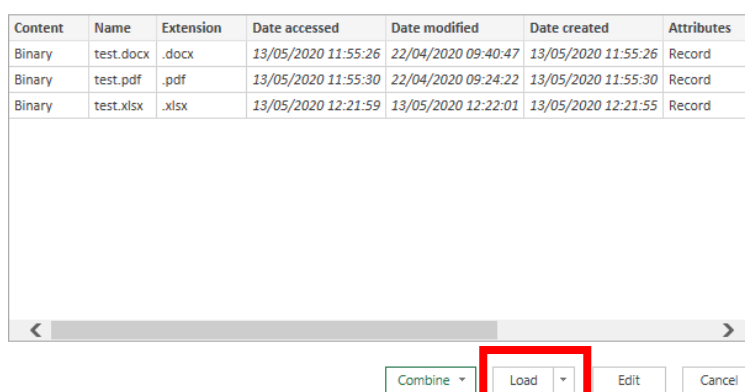 Content Name Extension Date accessed Date modified Date created Attributes
Binary test.docx .docx 13/05/2020 11:55:26 22/04/2020 09:40:47 13/05/2020 11:55:26 Record
Binary test.pdf .pdf 13/05/2020 11:55:30 22/04/2020 09:24:22 13/05/2020 11:55:30 Record
Binary test.xlsx .xlsx 13/05/2020 12:21:59 13/05/2020 12:22:01 13/05/2020 12:21:55 Record
Combine Load Edit Cancel